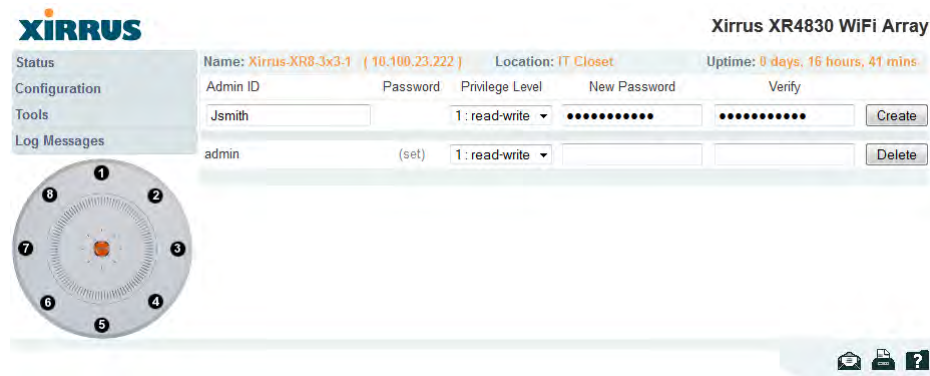 XIRRUS
Xirrus XR4830 WiFi Array
Status
Configuration
Tools
Log Messages
Name: Xirrus-XR8-3x3-1 ( 10.100.23.222 ) Location: IT Closet Uptime: 0 days, 16 hours, 41 mins
Admin ID Password Privilege Level New Password Verify
Jsmith 1 : read-write ●●●●●●●●●●● ●●●●●●●●●●● Create
admin (set) 1 : read-write Delete
1
2
3
4
5
6
7
8
?